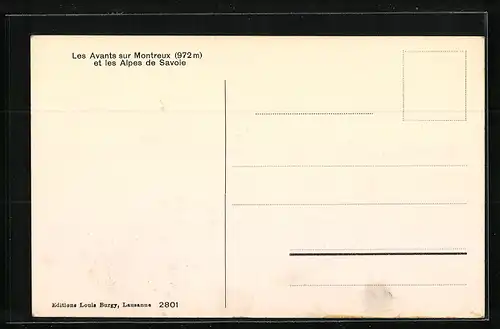 Les Avants sur Montreux (972 m)
et les Alpes de Savoie
Editions Louis Burgy, Lausanne 2801